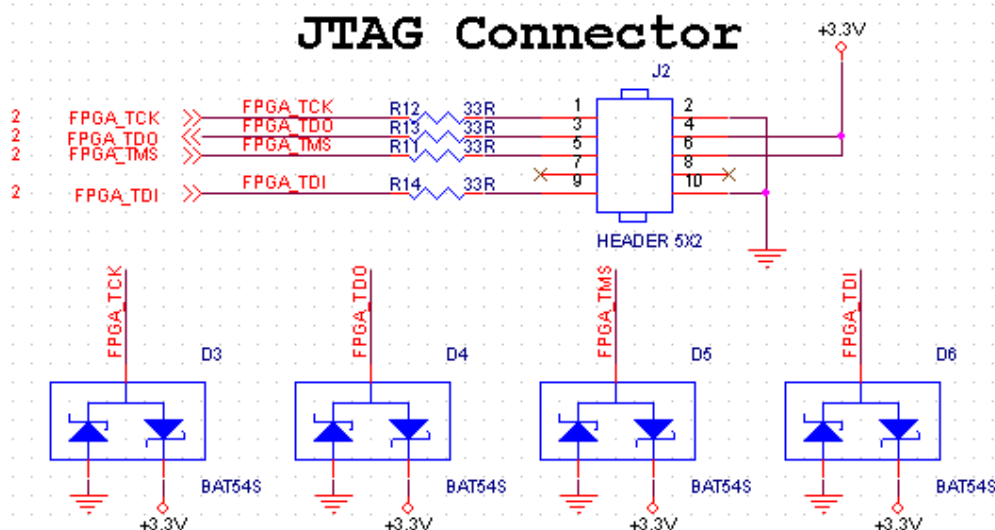 JTAG Connector
+3.3V
J2
2 FPGA_TCK FPGA_TCK R12 33R 1 2
2 FPGA_TDO FPGA_TDO R13 33R 3 4
2 FPGA_TMS FPGA_TMS R11 33R 5 6
7 8
2 FPGA_TDI FPGA_TDI R14 33R 9 10
HEADER 5X2
FPGA_TCK FPGA_TDO FPGA_TMS FPGA_TDI
D3 D4 D5 D6
BAT54S BAT54S BAT54S BAT54S
+3.3V +3.3V +3.3V +3.3V